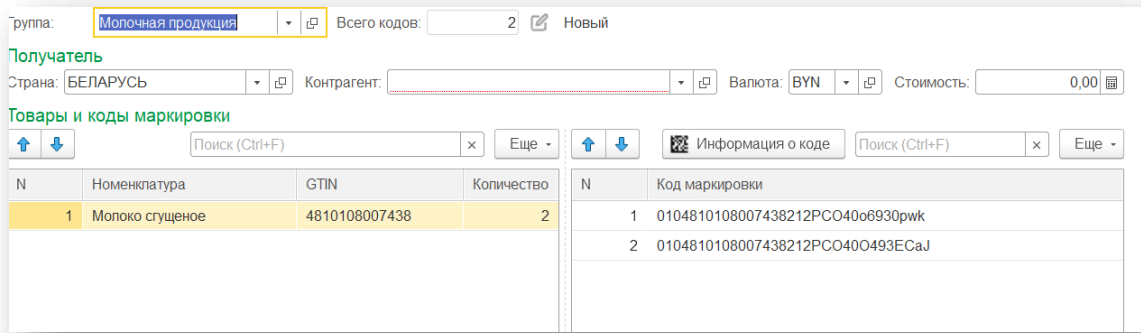 Группа: Молочная продукция Всего кодов: 2 Новый
Получатель
Страна: БЕЛАРУСЬ Контрагент: Валюта: BYN Стоимость: 0,00
Товары и коды маркировки
Поиск (Ctrl+F) × Еще Информация о коде Поиск (Ctrl+F) × Еще
N Номенклатура GTIN Количество N Код маркировки
1 Молоко сгущеное 4810108007438 2 1 0104810108007438212PCO40o6930pwk
2 0104810108007438212PCO40O493ECaJ